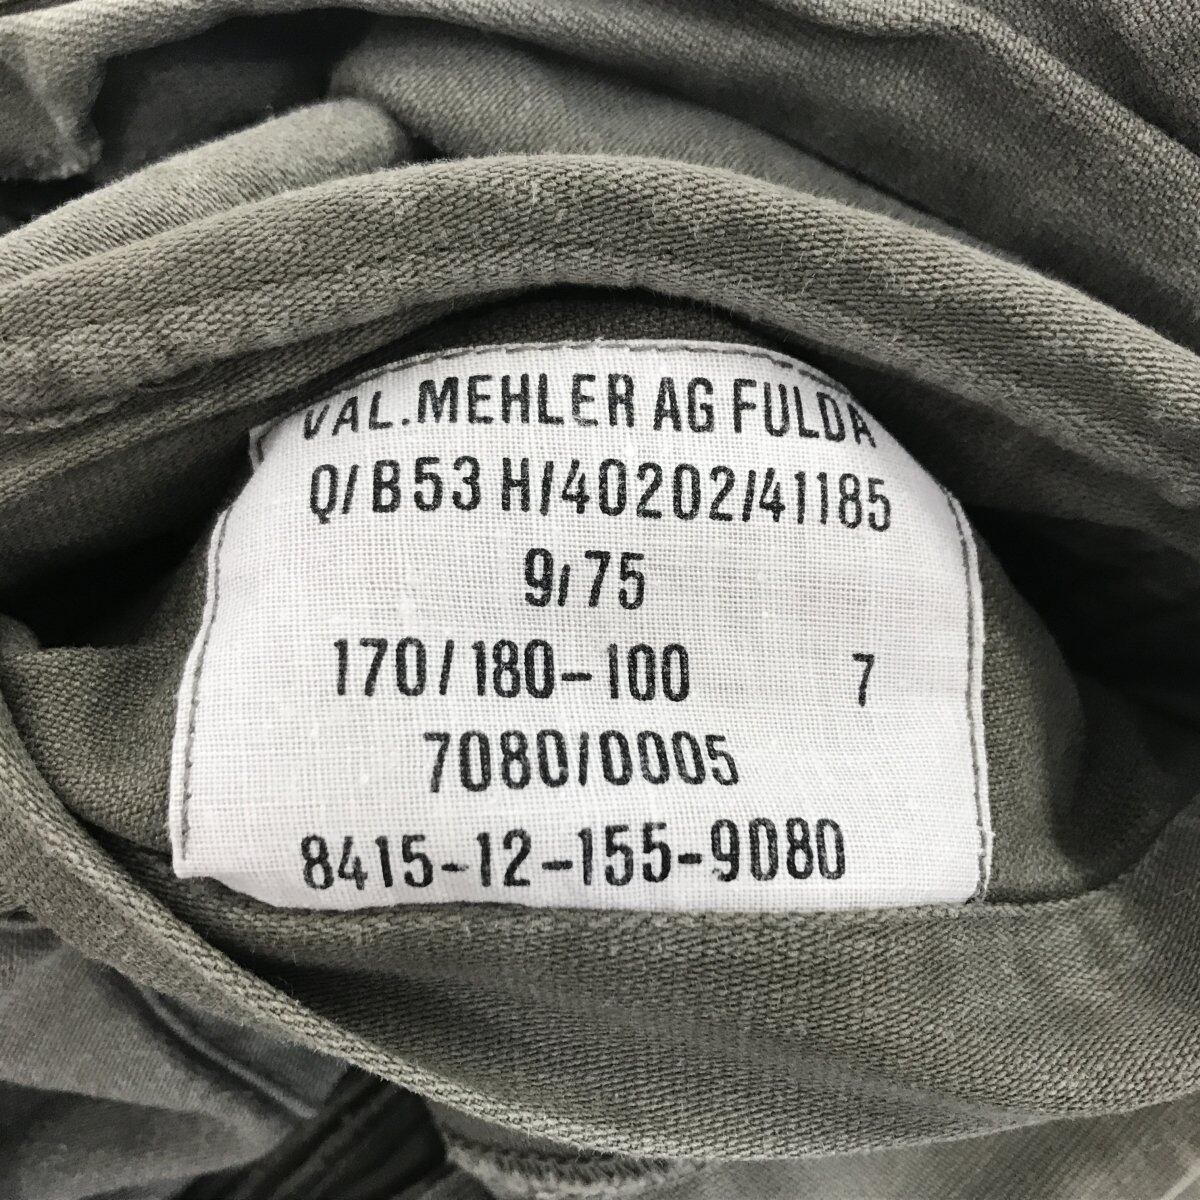 VAL.MEHLER AG FULDA
Q/B53 H/40202/41185
9/75
170/180-100 7
7080/0005
8415-12-155-9080